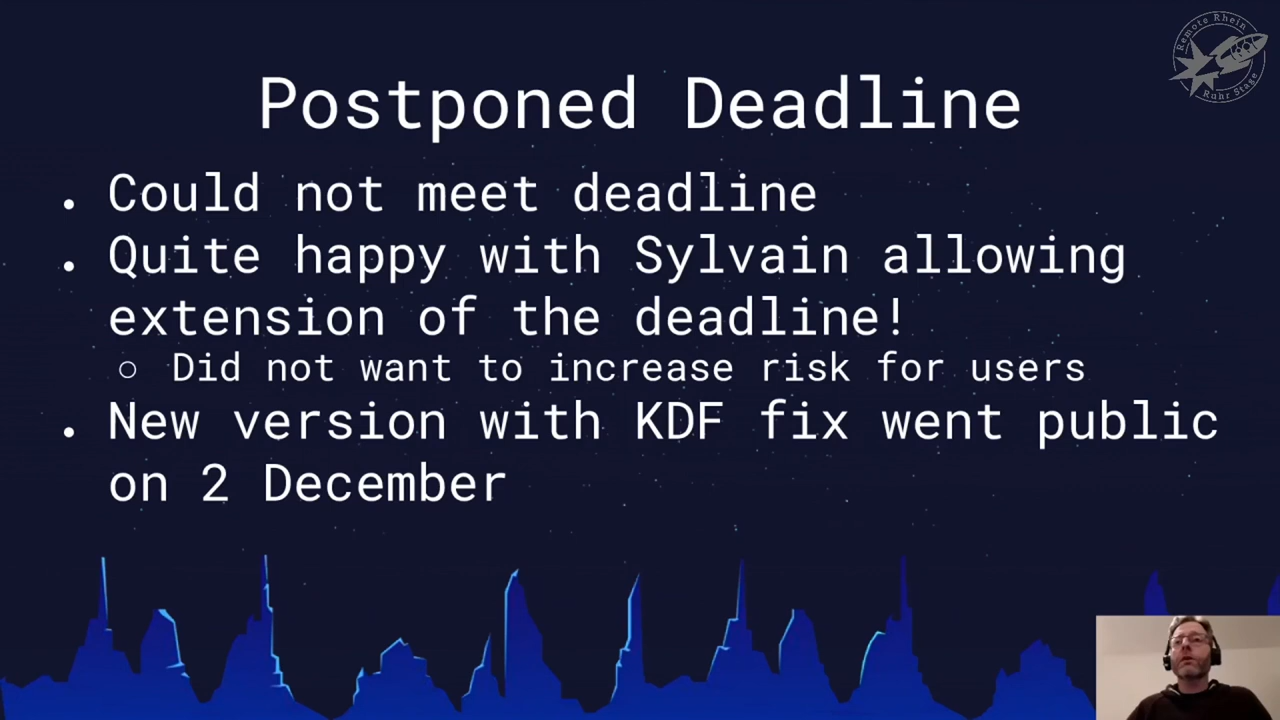 Remote Rhein
Ruhr Stage
Postponed Deadline
• Could not meet deadline
• Quite happy with Sylvain allowing
extension of the deadline!
○ Did not want to increase risk for users
• New version with KDF fix went public
on 2 December